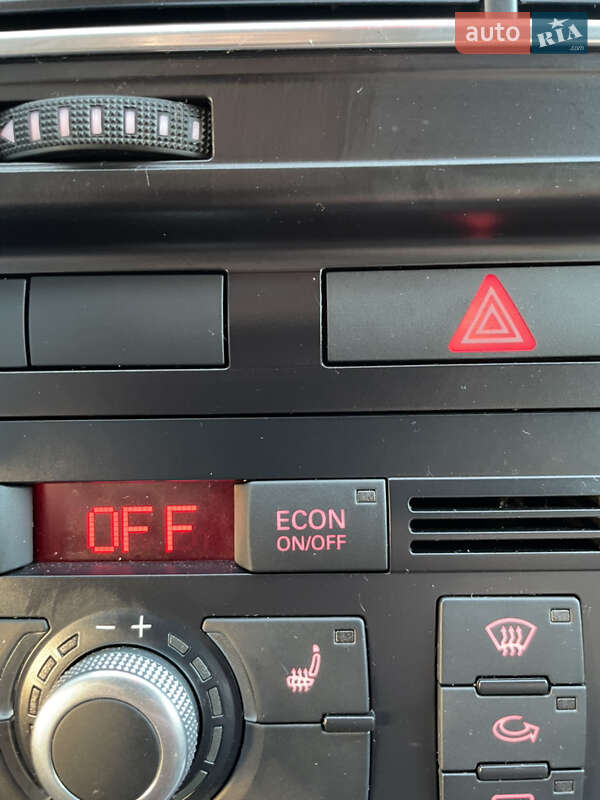 auto RIA
.com
OFF
ECON
ON/OFF
- +